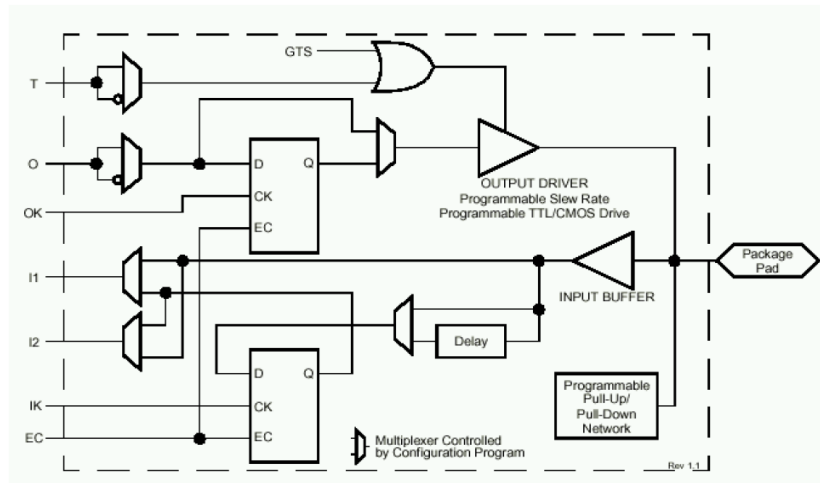 GTS
T
O
D
Q
CK
EC
OK
OUTPUT DRIVER
Programmable Slew Rate
Programmable TTL/CMOS Drive
Package
Pad
I1
INPUT BUFFER
I2
Delay
D
Q
CK
EC
IK
EC
Programmable
Pull-Up/
Pull-Down
Network
Multiplexer Controlled
by Configuration Program
Rev 1.1